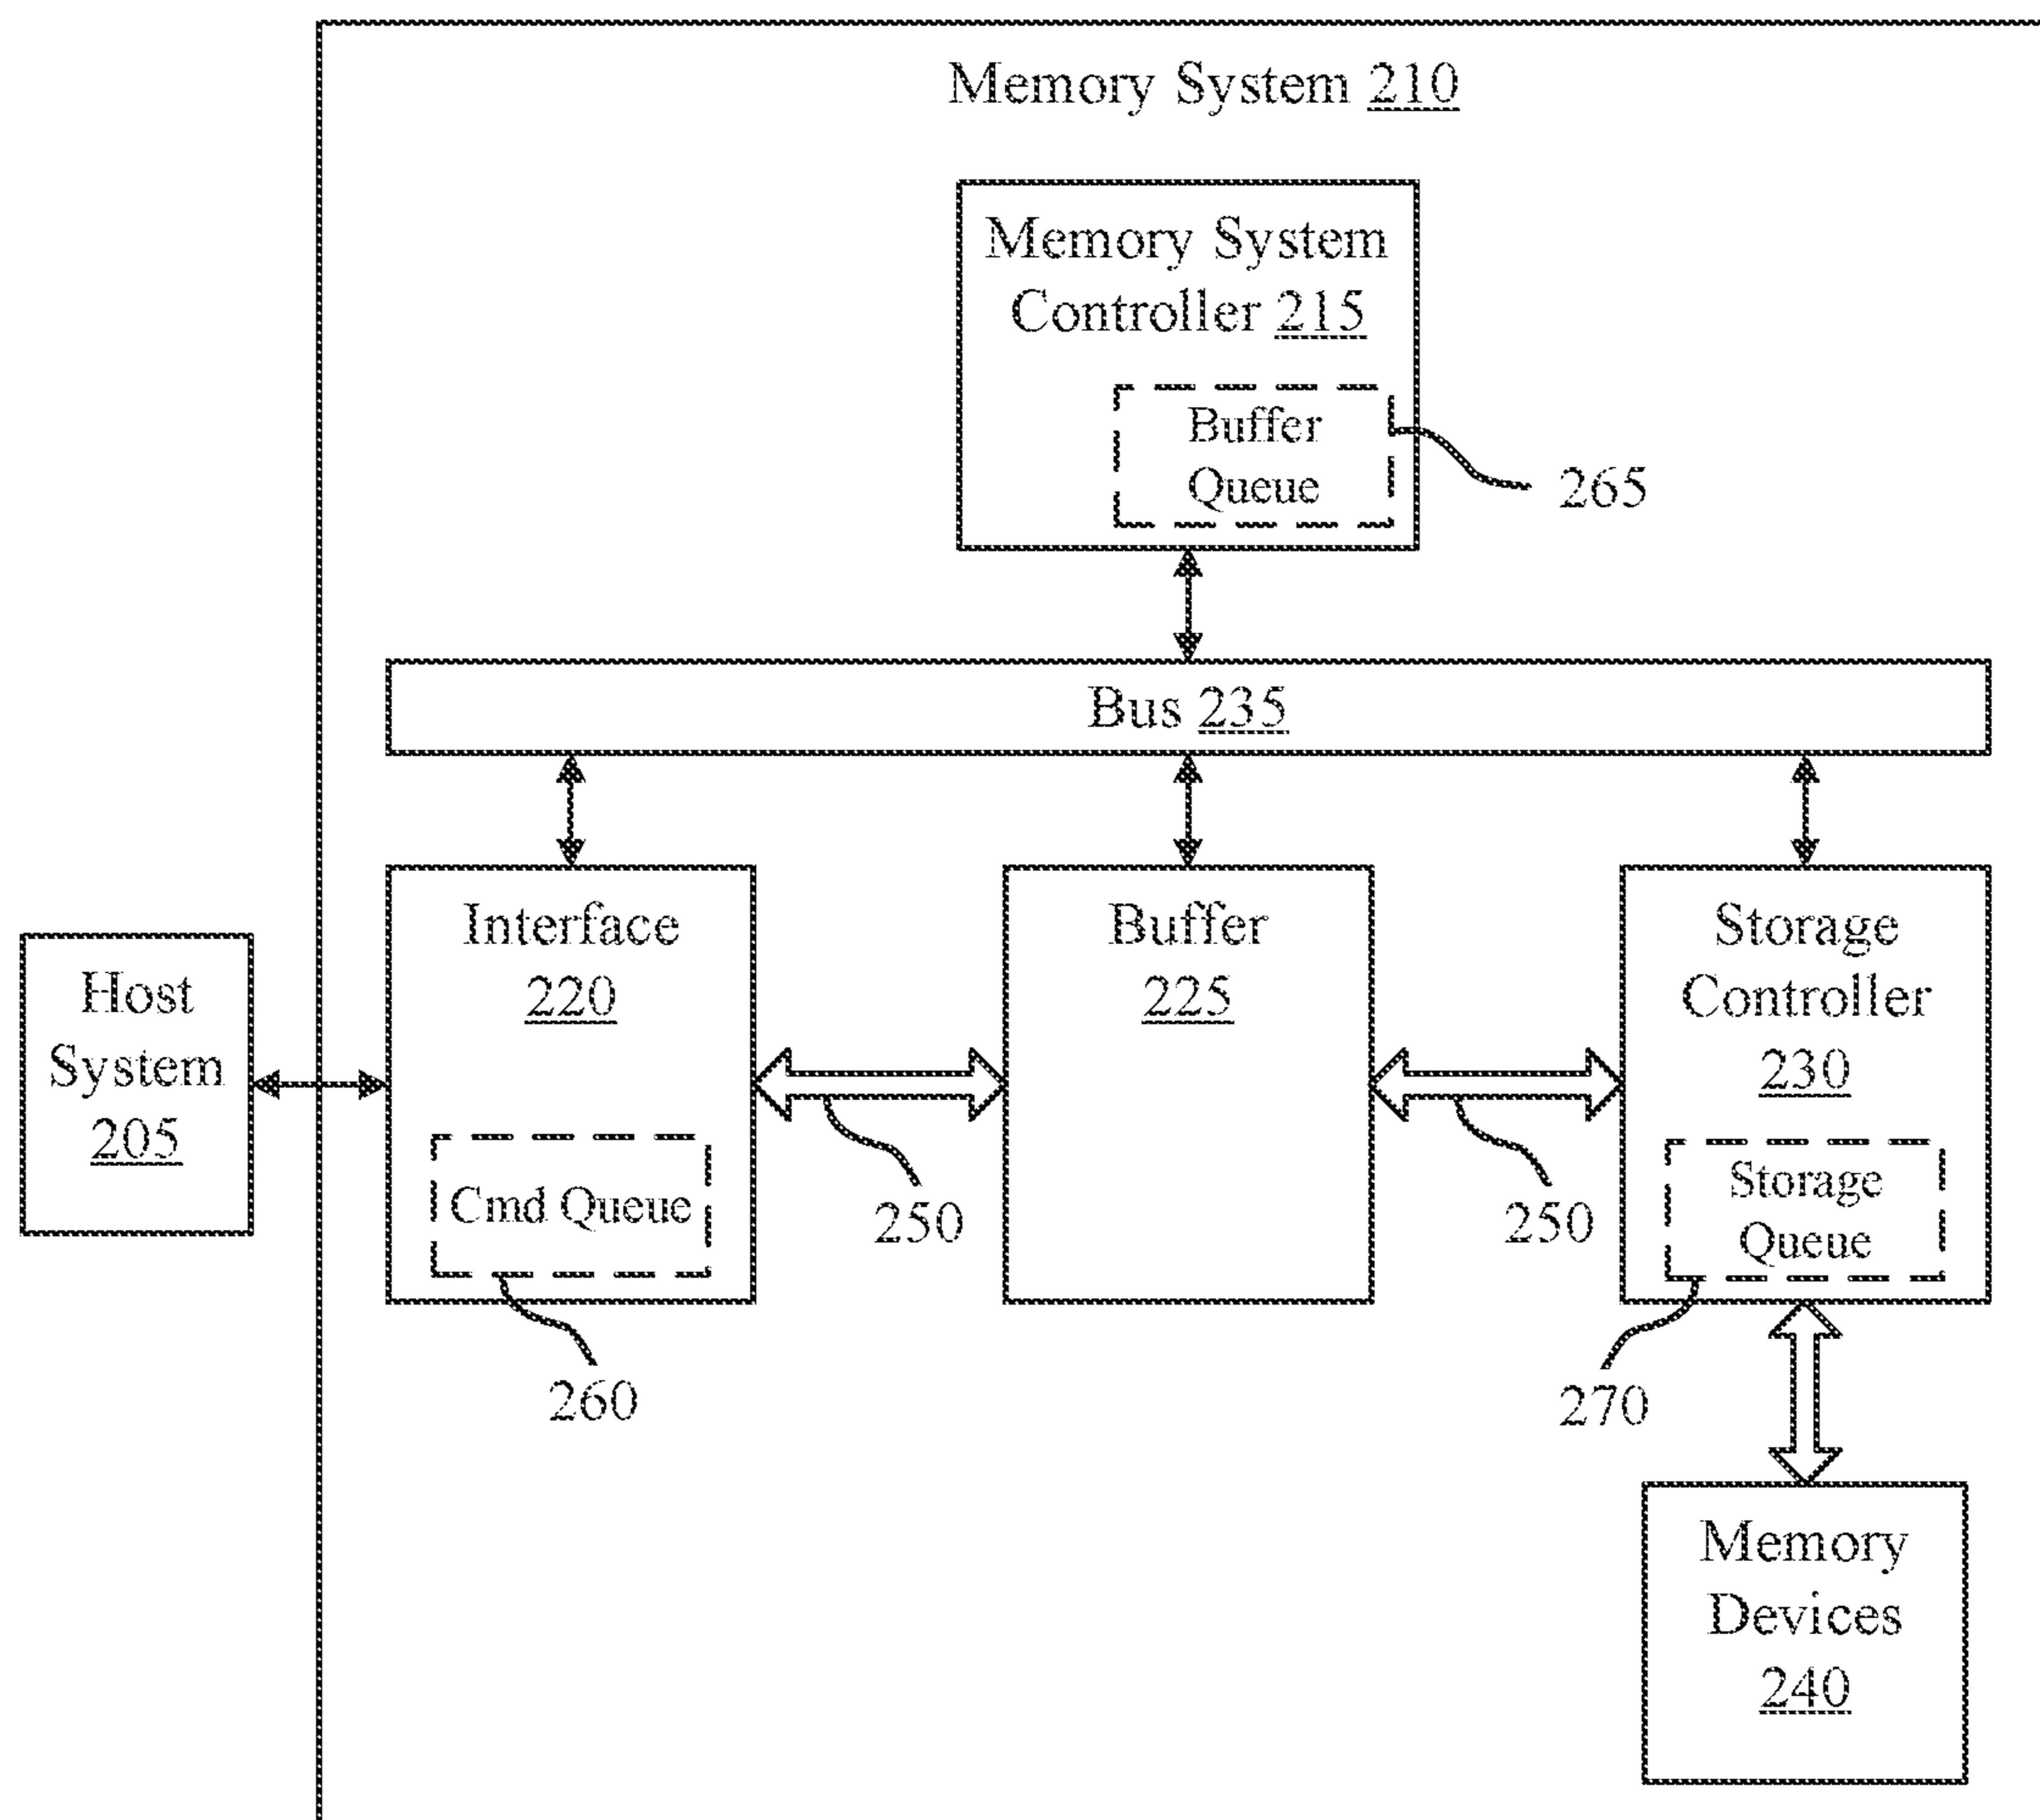 Memory System 210
Memory System
Controller 215
Buffer
Queue
265
Bus 235
Interface
220
Buffer
225
Storage
Controller
230
Host
System
205
Cmd Queue
250
250
Storage
Queue
260
270
Memory
Devices
240